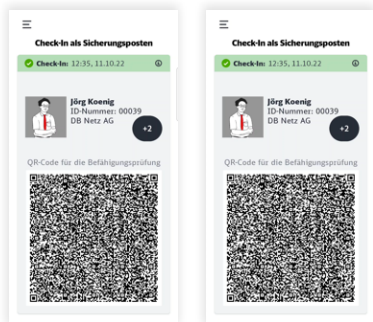 Check-In als Sicherungsposten
Check-In: 12:35, 11.10.22
Jörg Koenig
ID-Nummer: 00039
DB Netz AG
+2
QR-Code für die Befähigungsprüfung
Check-In als Sicherungsposten
Check-In: 12:35, 11.10.22
Jörg Koenig
ID-Nummer: 00039
DB Netz AG
+2
QR-Code für die Befähigungsprüfung